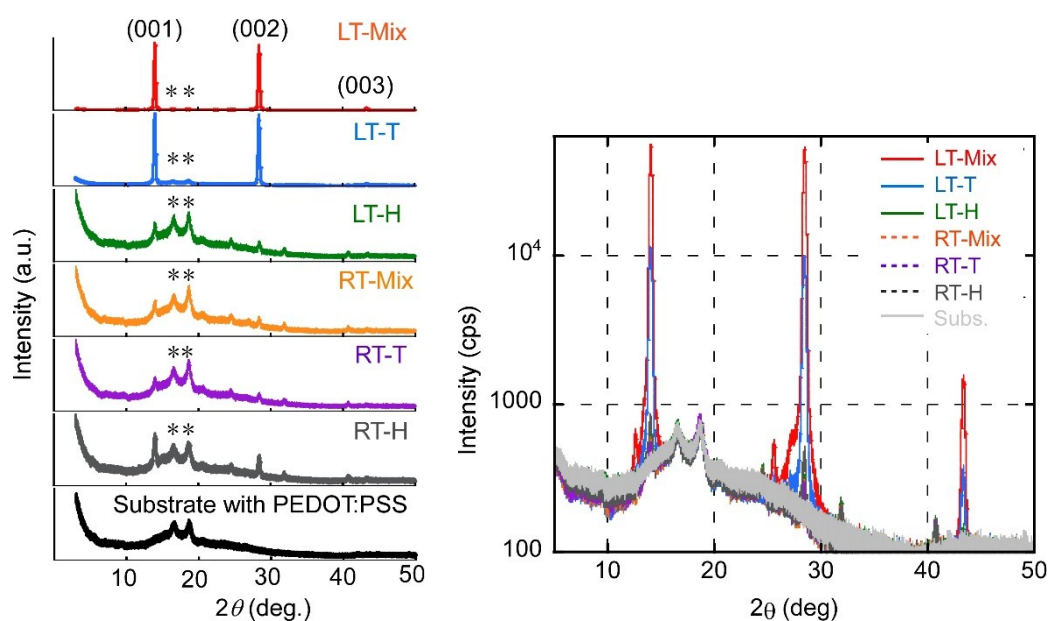 (001)
(002)
LT-Mix
**
(003)
LT-T
**
LT-H
**
RT-Mix
**
RT-T
**
RT-H
**
Substrate with PEDOT:PSS
Intensity (a.u.)
10
20
30
40
50
2θ (deg.)
LT-Mix
LT-T
LT-H
RT-Mix
RT-T
RT-H
Subs.
10⁴
1000
100
Intensity (cps)
10
20
30
40
50
2θ (deg)